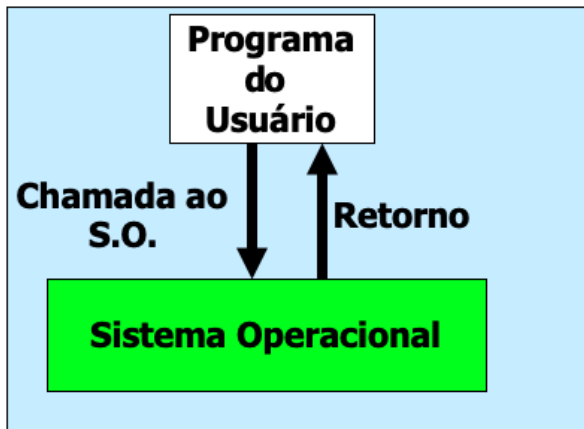 Programa
do
Usuário
Chamada ao
S.O.
Retorno
Sistema Operacional